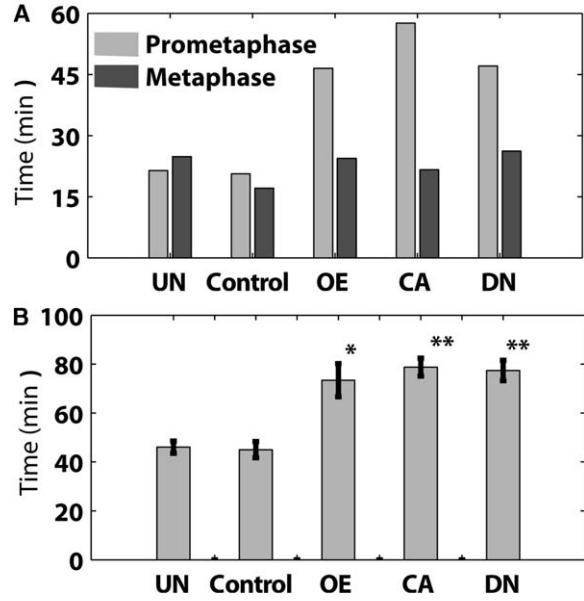 A
60
45
30
15
0
Time (min)
Prometaphase
Metaphase
UN Control OE CA DN
B
100
80
60
40
20
0
Time (min )
* ** **
UN Control OE CA DN